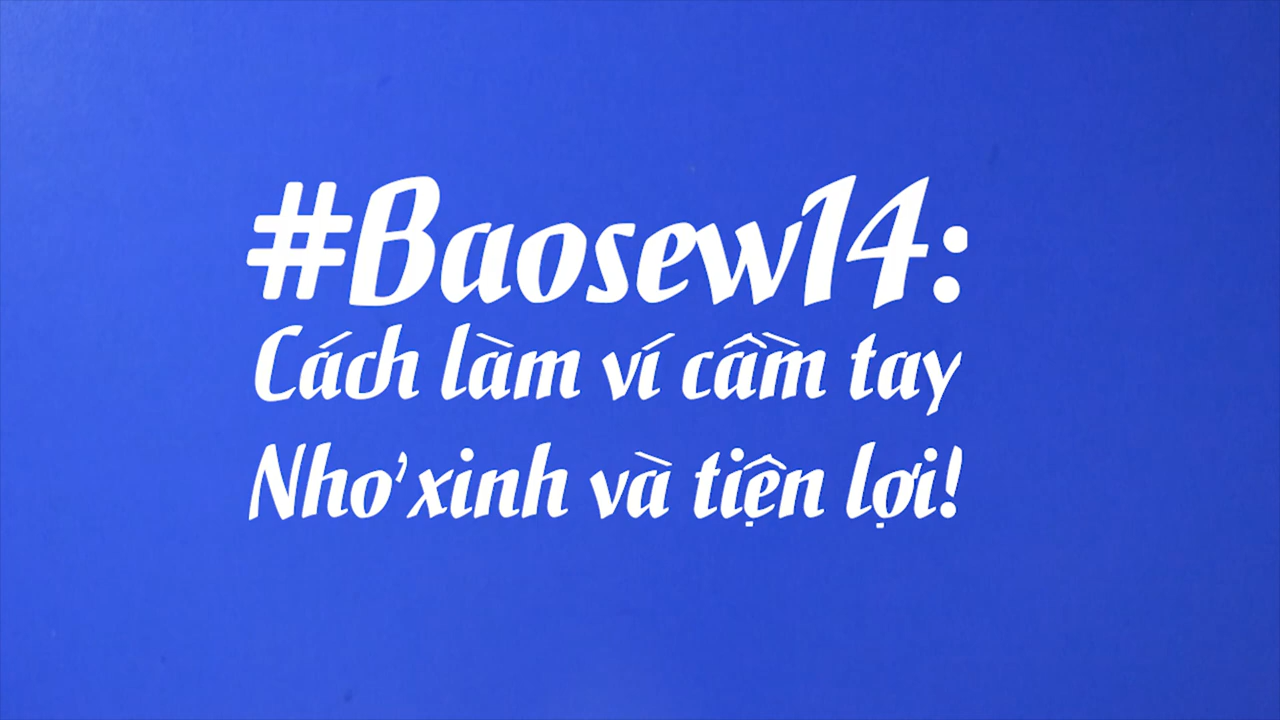 #Baosew14:
Cách làm ví cầm tay
Nhỏ xinh và tiện lợi!